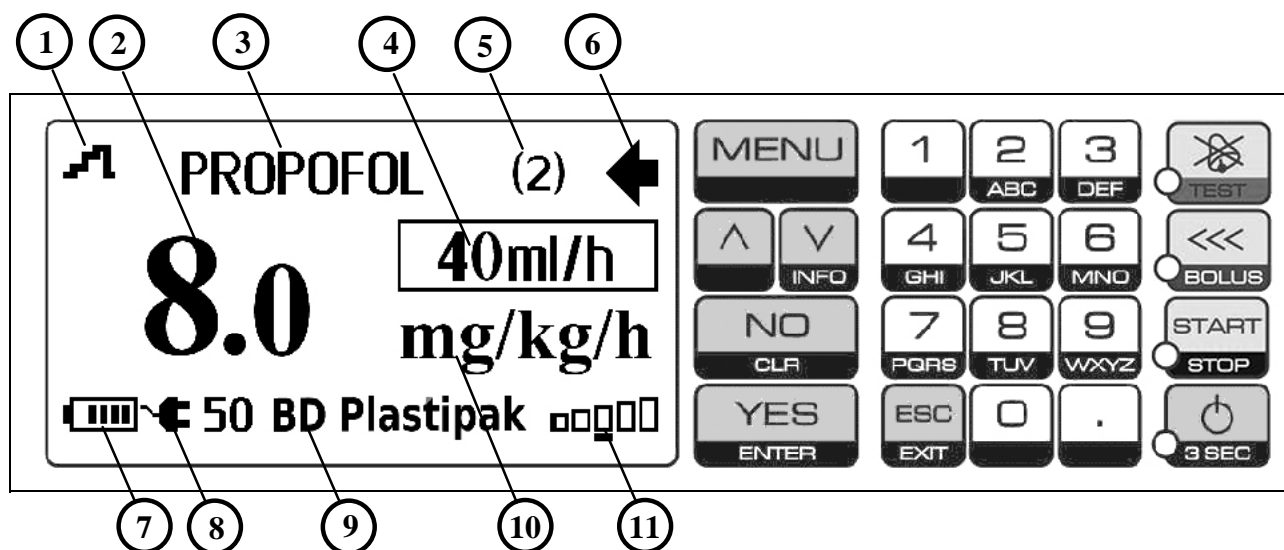 1 2 3 4 5 6
PROPOFOL (2)
8.0
40ml/h
mg/kg/h
50 BD Plastipak
7 8 9 10 11
MENU
INFO
NO
CLR
YES
ENTER
1 2 3
ABC DEF
4 5 6
GHI JKL MNO
7 8 9
PQRS TUV WXYZ
ESC 0 .
EXIT
TEST
<<<
BOLUS
START
STOP
3 SEC